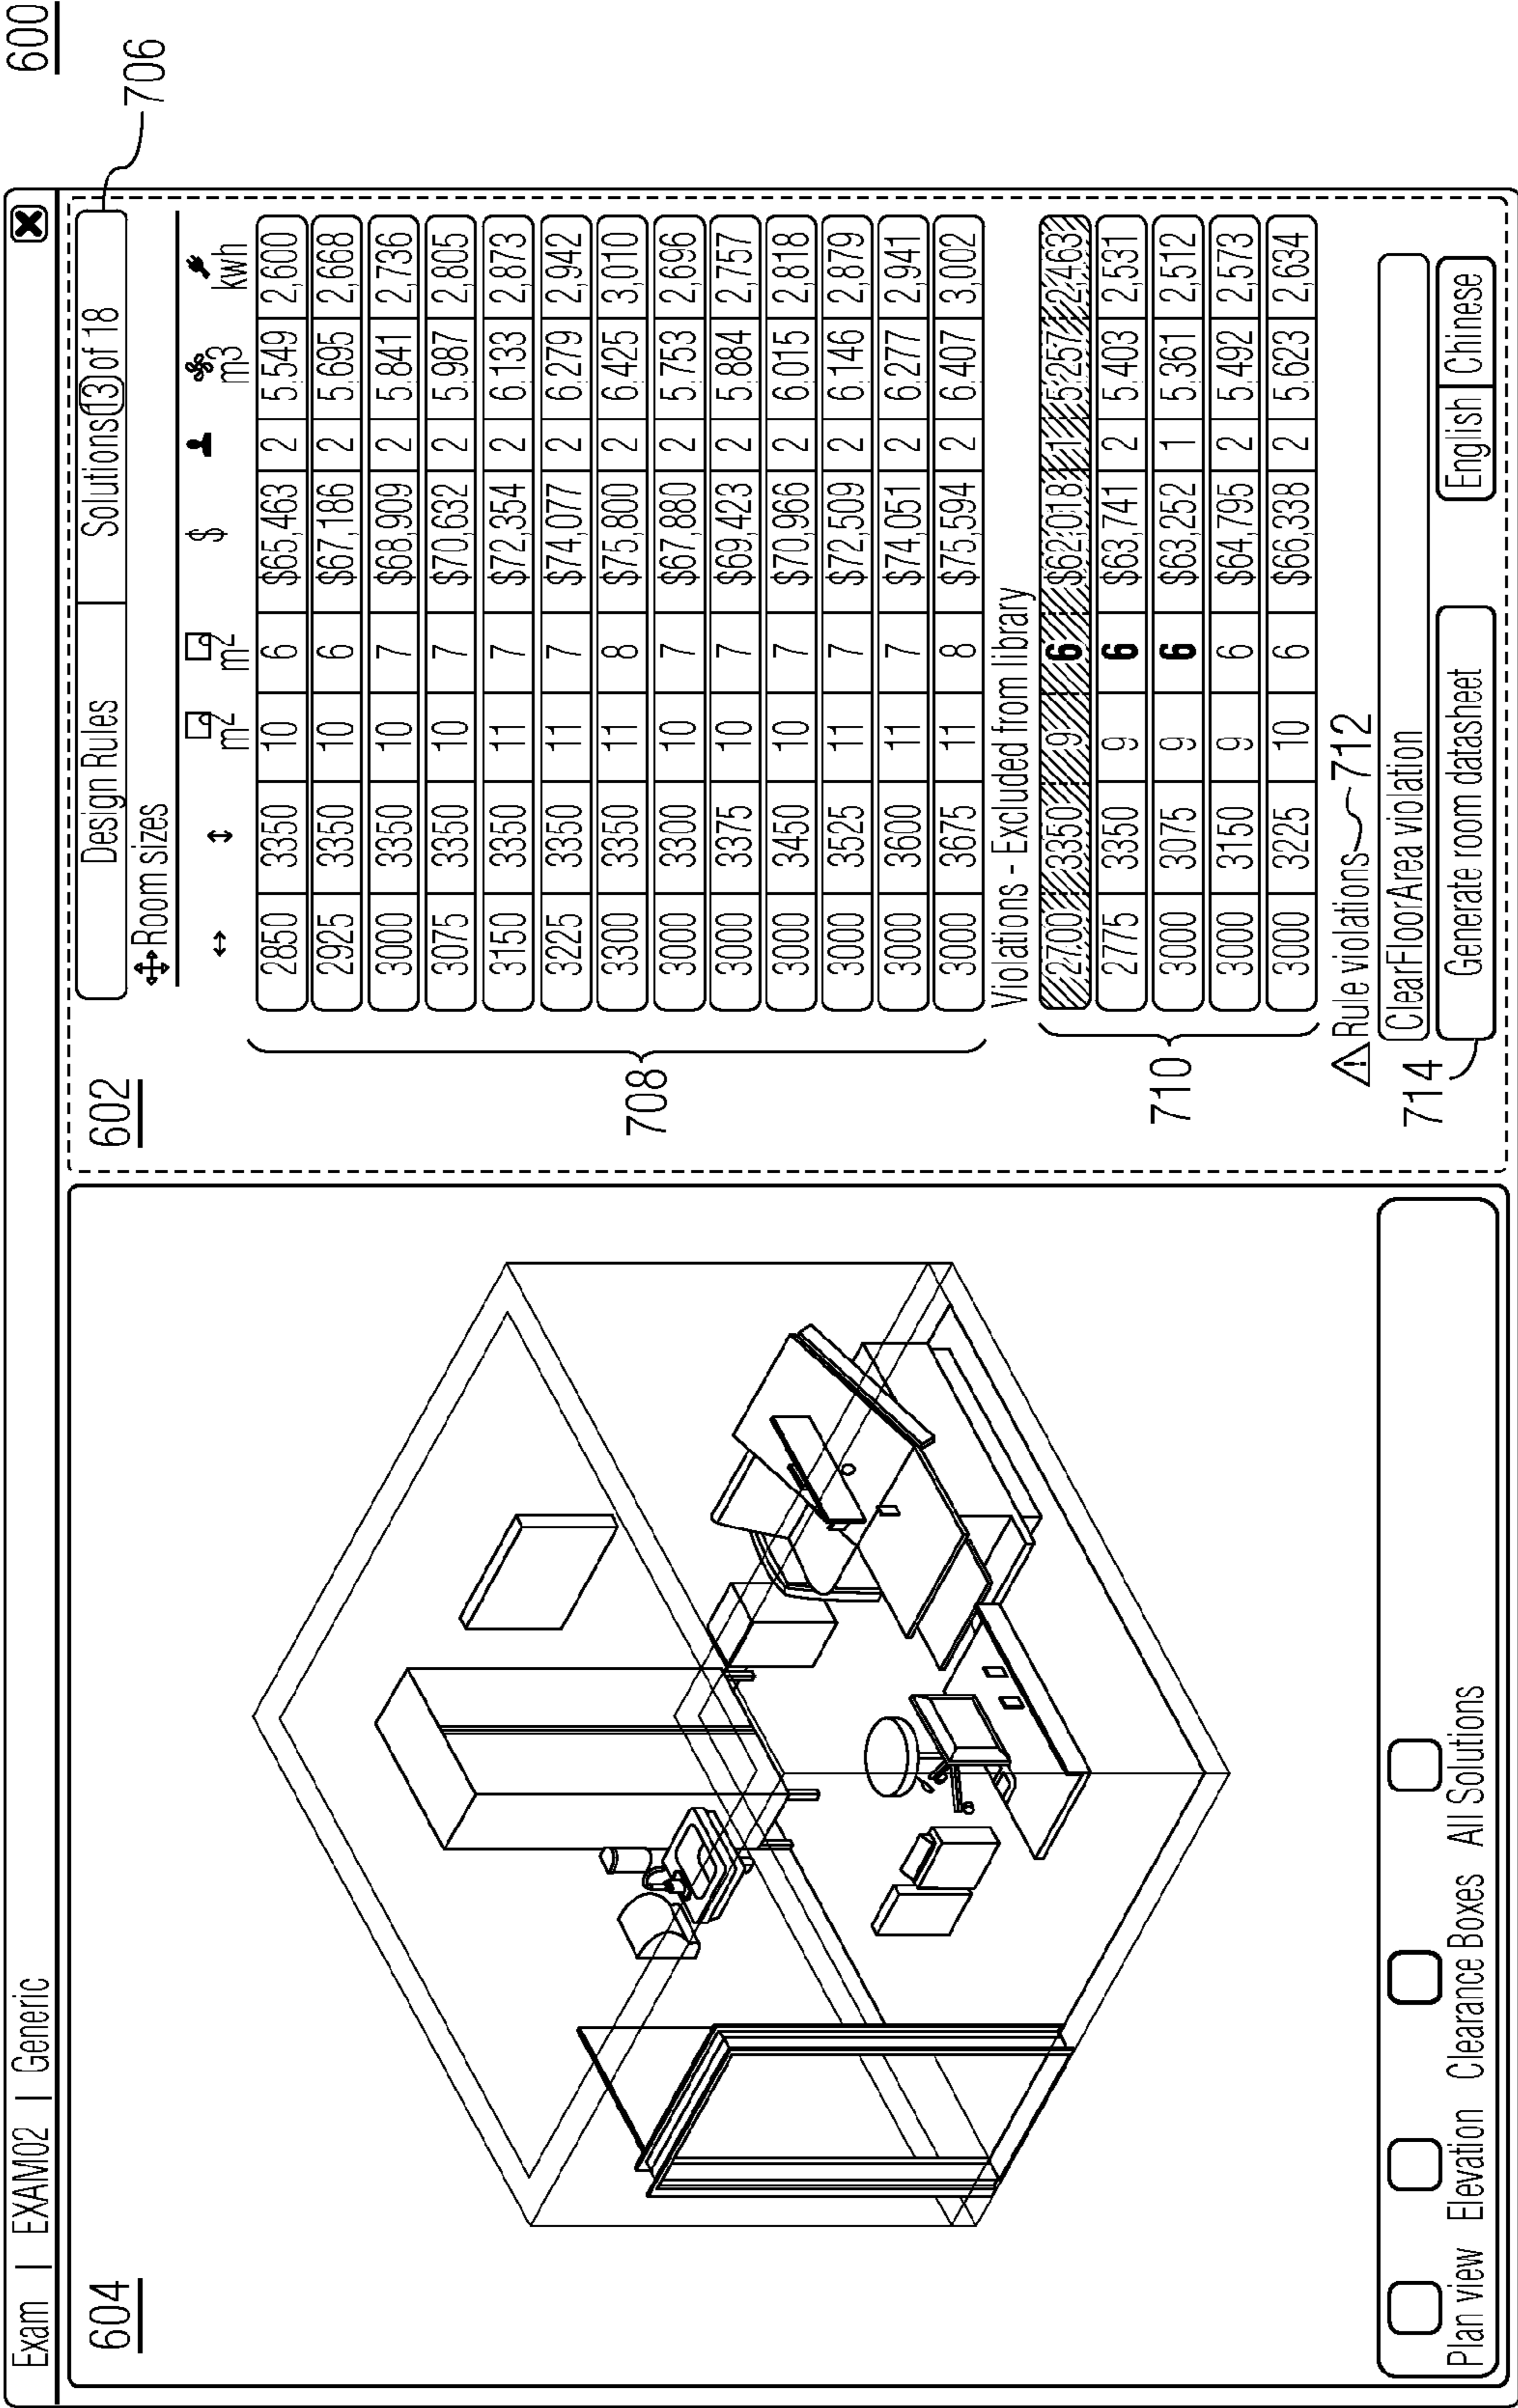 600
Exam | EXAM02 | Generic
604
602
Design Rules Solutions(13) of 18
706
Room sizes
m2 m2 $ m3 kwh
2850 3350 10 6 $65,463 2 5.549 2,600
2925 3350 10 6 $67,186 2 5.695 2,668
3000 3350 10 7 $68,909 2 5.841 2,736
3075 3350 10 7 $70,632 2 5.987 2,805
3150 3350 11 7 $72,354 2 6.133 2,873
3225 3350 11 7 $74,077 2 6.279 2,942
3300 3350 11 8 $75,800 2 6.425 3,010
3000 3300 10 7 $67,880 2 5.753 2,696
3000 3375 10 7 $69,423 2 5.884 2,757
3000 3450 10 7 $70,966 2 6.015 2,818
3000 3525 11 7 $72,509 2 6.146 2,879
3000 3600 11 7 $74,051 2 6.277 2,941
3000 3675 11 8 $75,594 2 6.407 3,002
708
Violations - Excluded from library
2700 3350 9 6 $62,018 1 5.257 2,463
2775 3350 9 6 $63,741 2 5.403 2,531
3000 3075 9 6 $63,252 1 5.361 2,512
3000 3150 9 6 $64,795 2 5.492 2,573
3000 3225 10 6 $66,338 2 5.623 2,634
710
Rule violations 712
ClearFloorArea violation
714
Generate room datasheet English Chinese
Plan view Elevation Clearance Boxes All Solutions